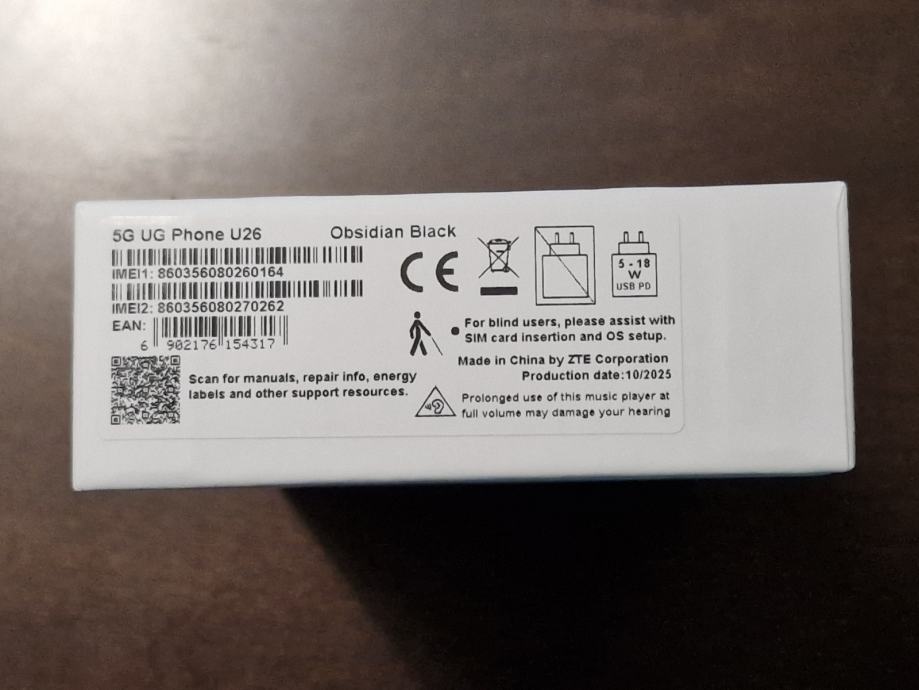 5G UG Phone U26
Obsidian Black
IMEI1: 860356080260164
IMEI2: 860356080270262
EAN:
6 902176 154317
CE
5 - 18
W
USB PD
For blind users, please assist with
SIM card insertion and OS setup.
Made in China by ZTE Corporation
Production date:10/2025
Scan for manuals, repair info, energy
labels and other support resources.
Prolonged use of this music player at
full volume may damage your hearing